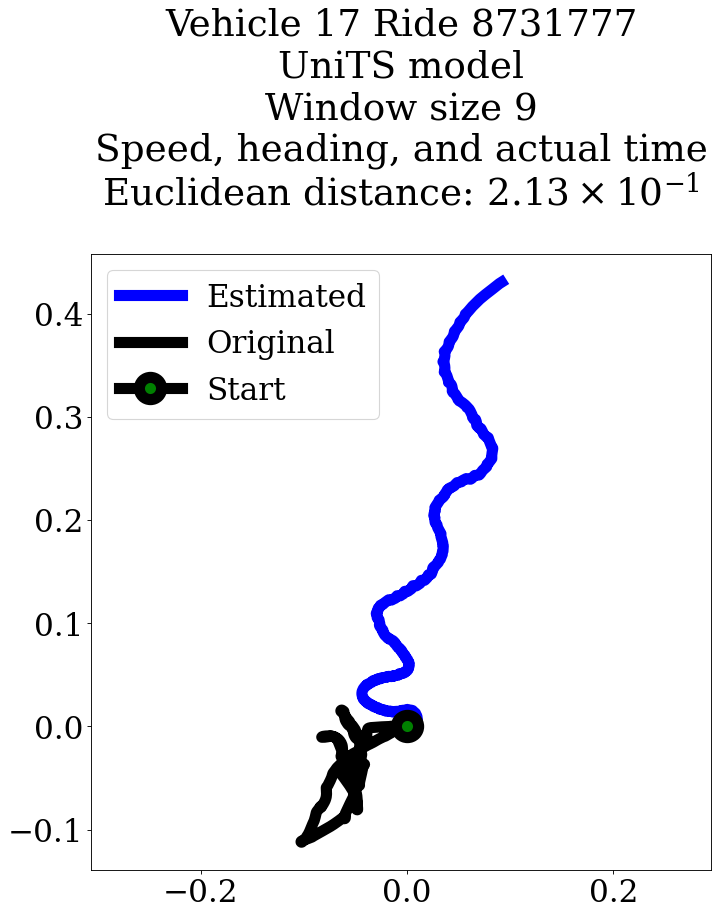 Vehicle 17 Ride 8731777
UniTS model
Window size 9
Speed, heading, and actual time
Euclidean distance: 2.13 × 10⁻¹
Estimated
Original
Start
0.4
0.3
0.2
0.1
0.0
−0.1
−0.2 0.0 0.2